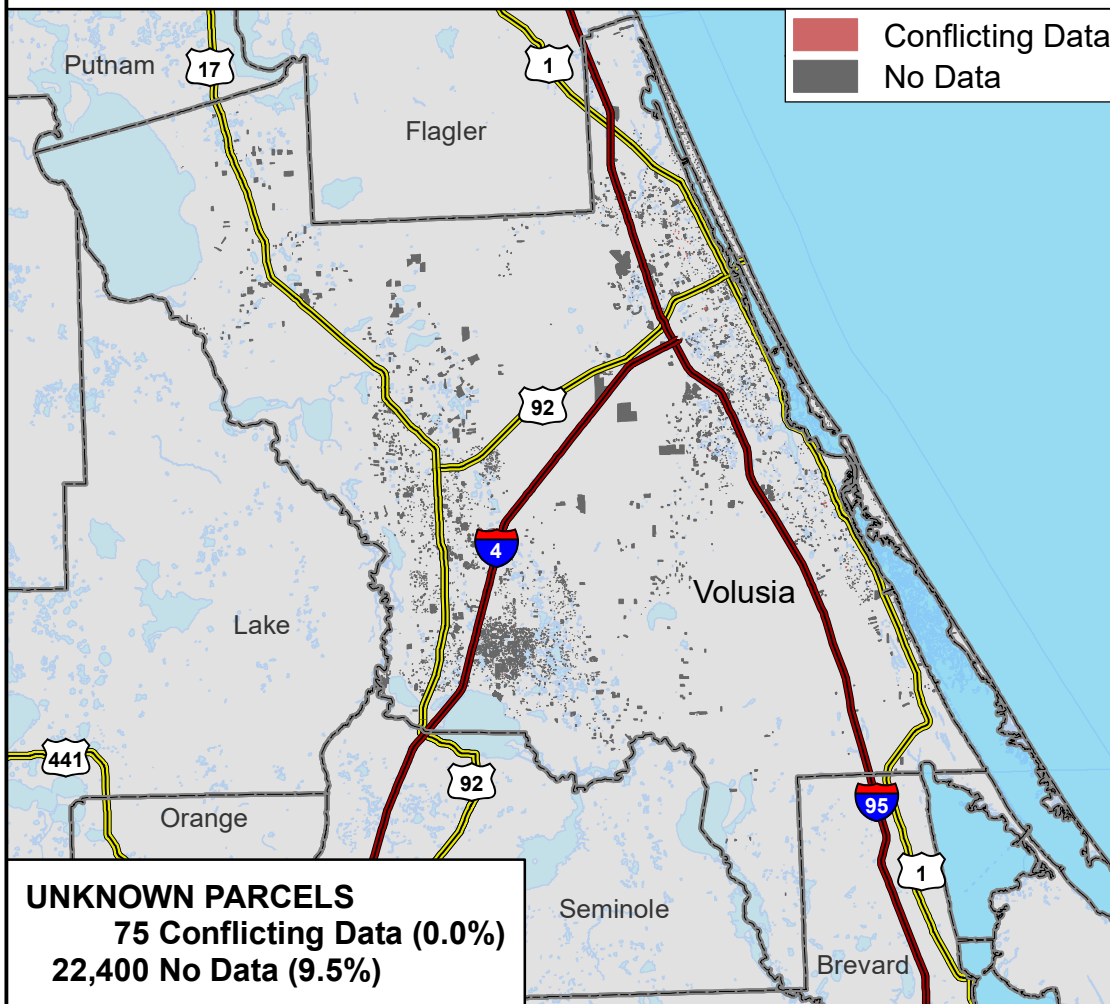 Conflicting Data
No Data
Putnam
17
1
Flagler
92
4
Volusia
Lake
441
92
95
Orange
1
Seminole
Brevard
UNKNOWN PARCELS
75 Conflicting Data (0.0%)
22,400 No Data (9.5%)